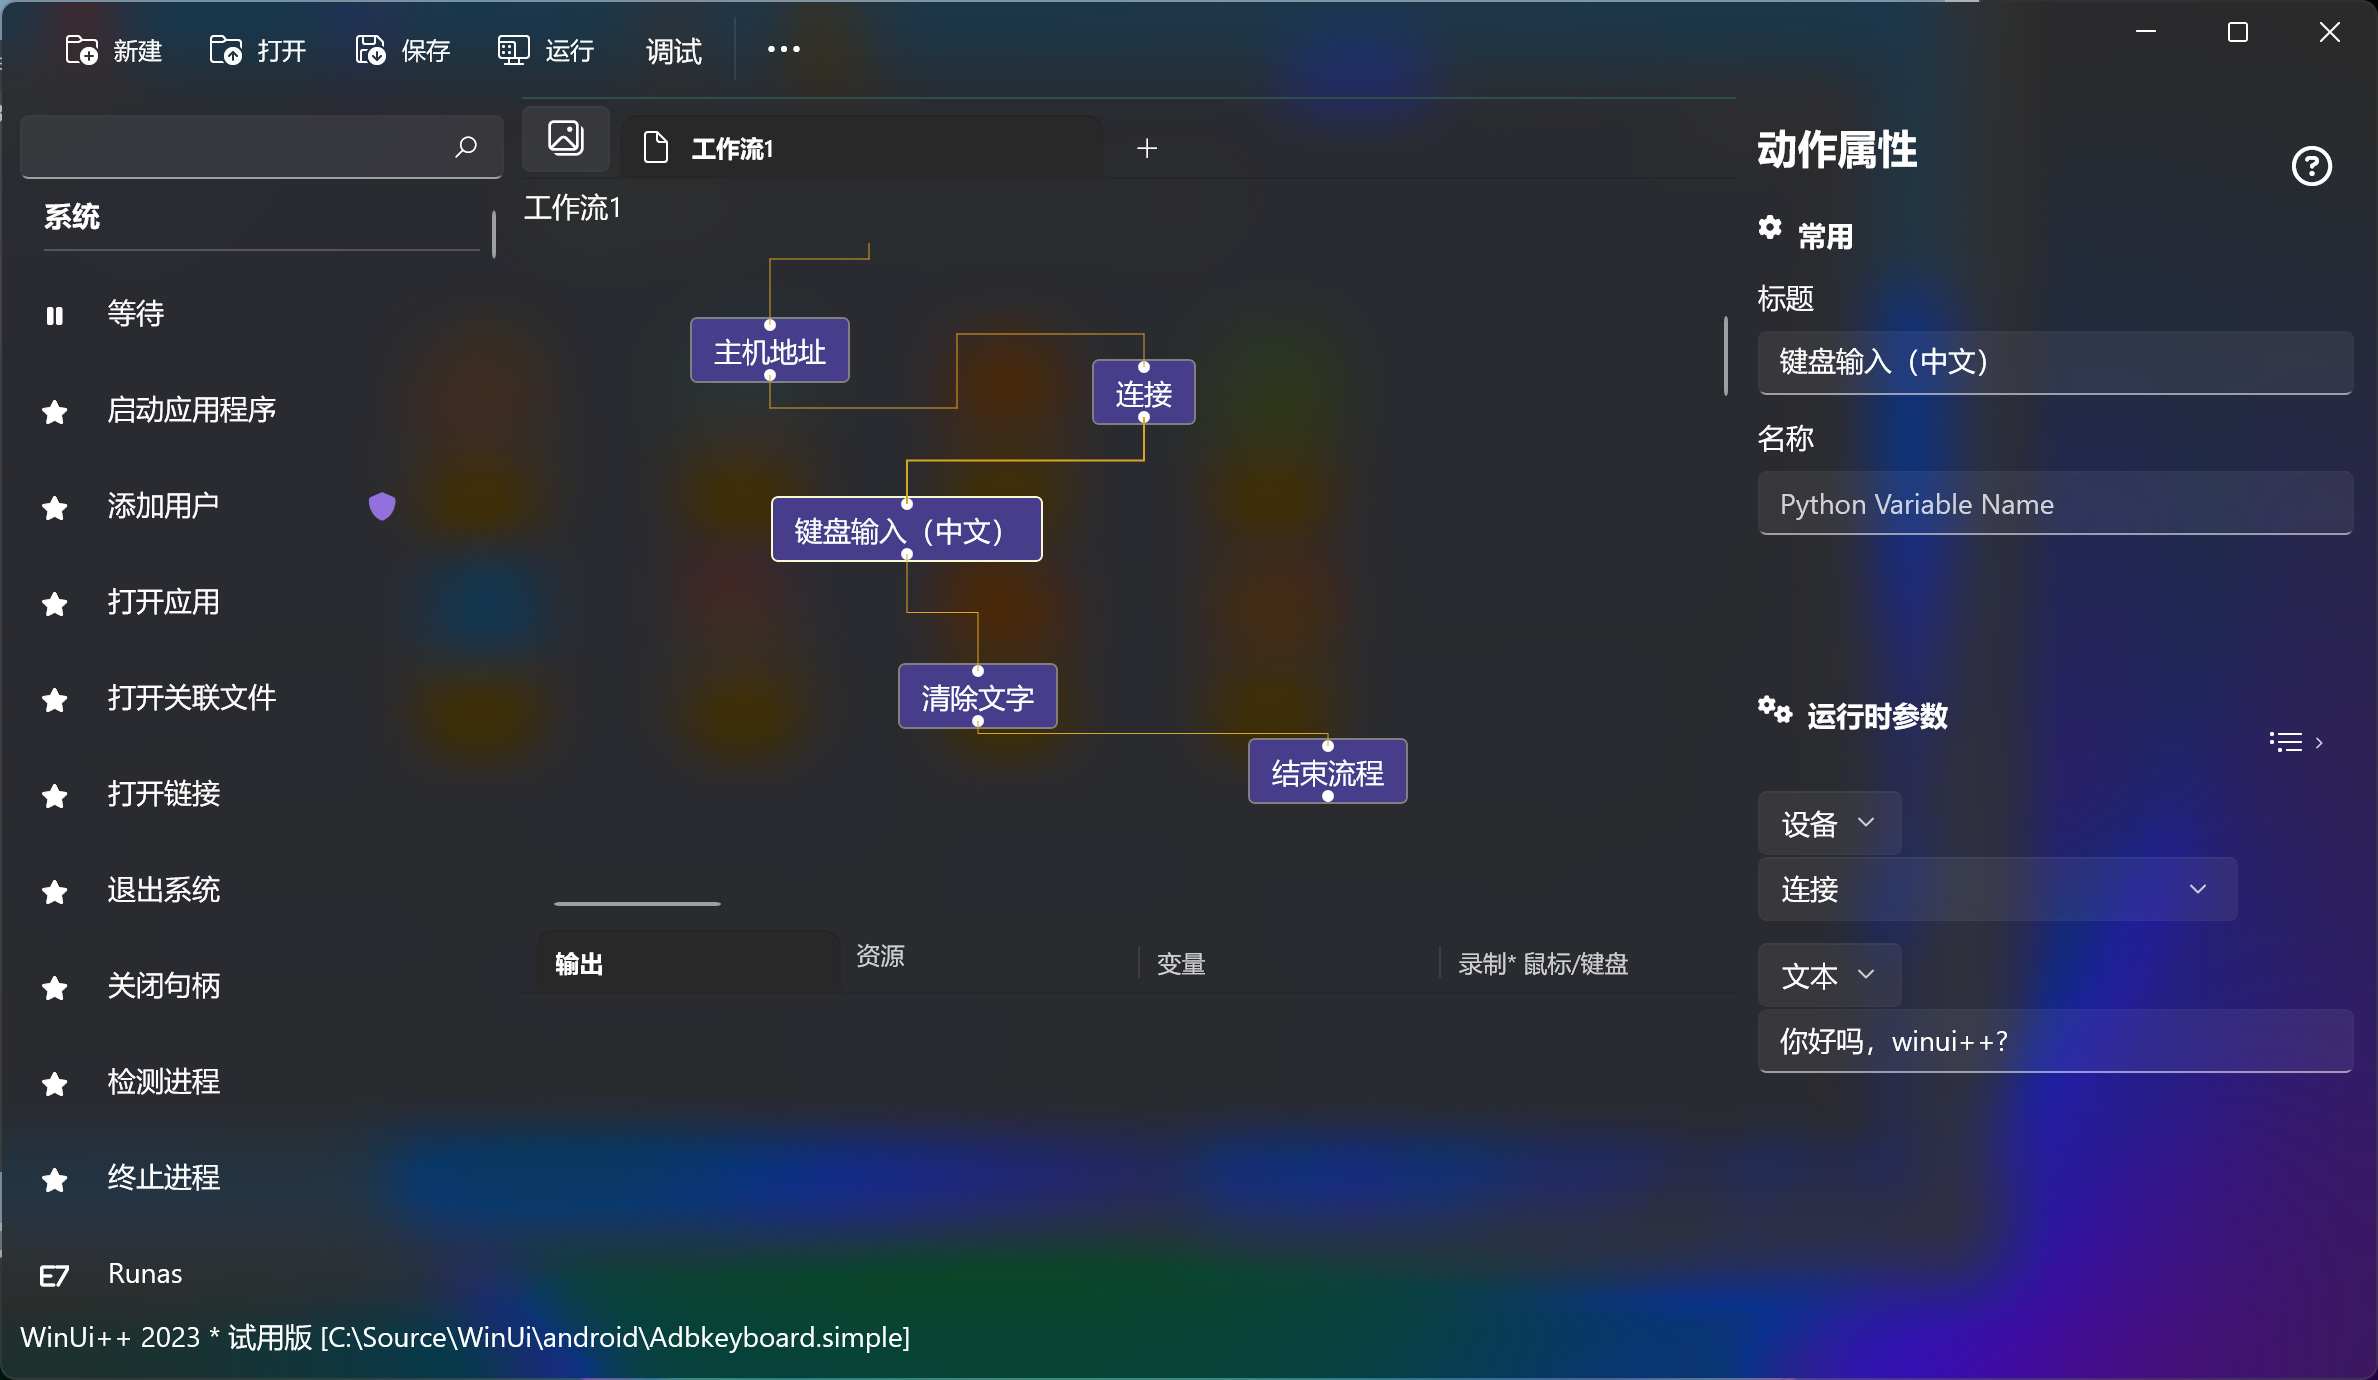 新建 打开 保存 运行 调试
工作流1
系统
等待
启动应用程序
添加用户
打开应用
打开关联文件
打开链接
退出系统
关闭句柄
检测进程
终止进程
Runas
工作流1
主机地址
连接
键盘输入（中文）
清除文字
结束流程
输出 资源 变量 录制* 鼠标/键盘
动作属性
常用
标题
键盘输入（中文）
名称
Python Variable Name
运行时参数
设备
连接
文本
你好吗，winui++?
WinUi++ 2023 * 试用版 [C:\Source\WinUi\android\Adbkeyboard.simple]